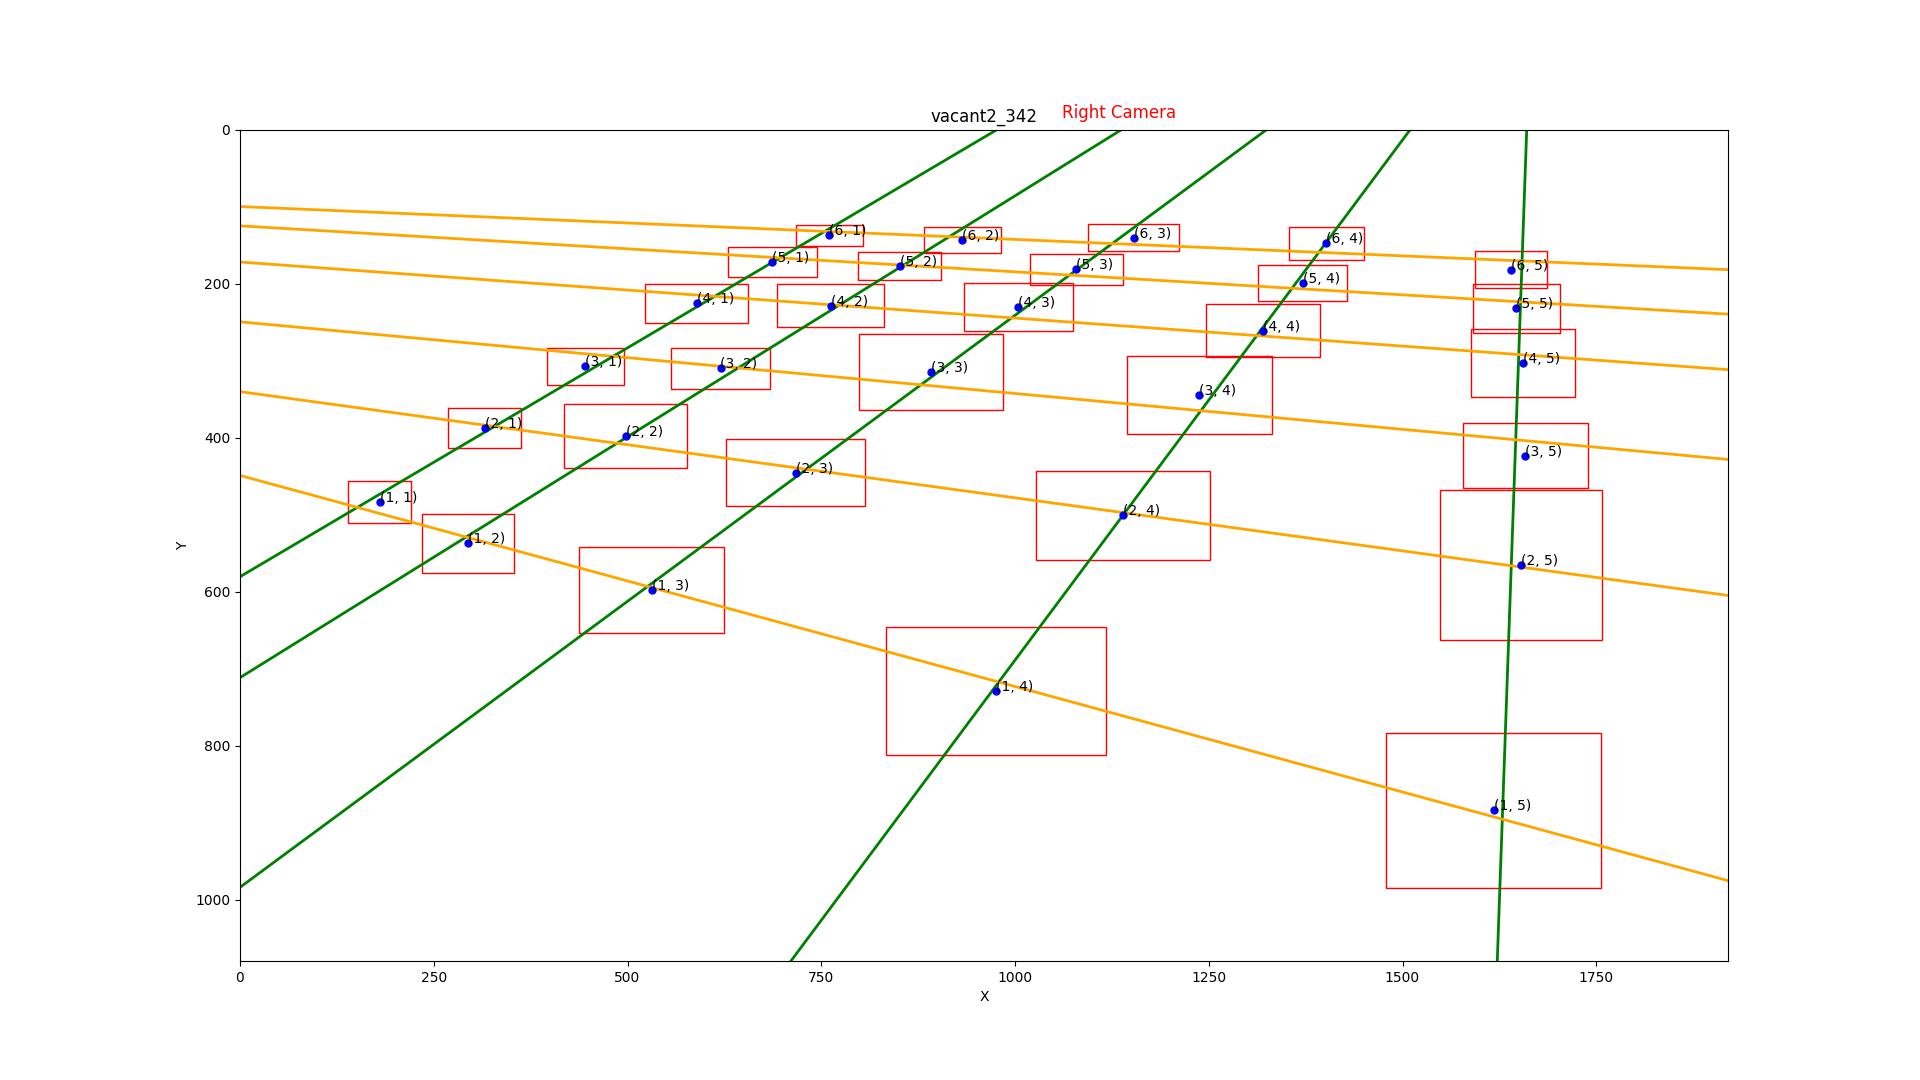 vacant2_342 Right Camera
0
200
400
600
800
1000
Y
(6, 1) (6, 2) (6, 3) (6, 4) (6, 5)
(5, 1) (5, 2) (5, 3) (5, 4) (5, 5)
(4, 1) (4, 2) (4, 3) (4, 4) (4, 5)
(3, 1) (3, 2) (3, 3) (3, 4) (3, 5)
(2, 1) (2, 2) (2, 3) (2, 4) (2, 5)
(1, 1) (1, 2) (1, 3) (1, 4) (1, 5)
0 250 500 750 1000 1250 1500 1750
X